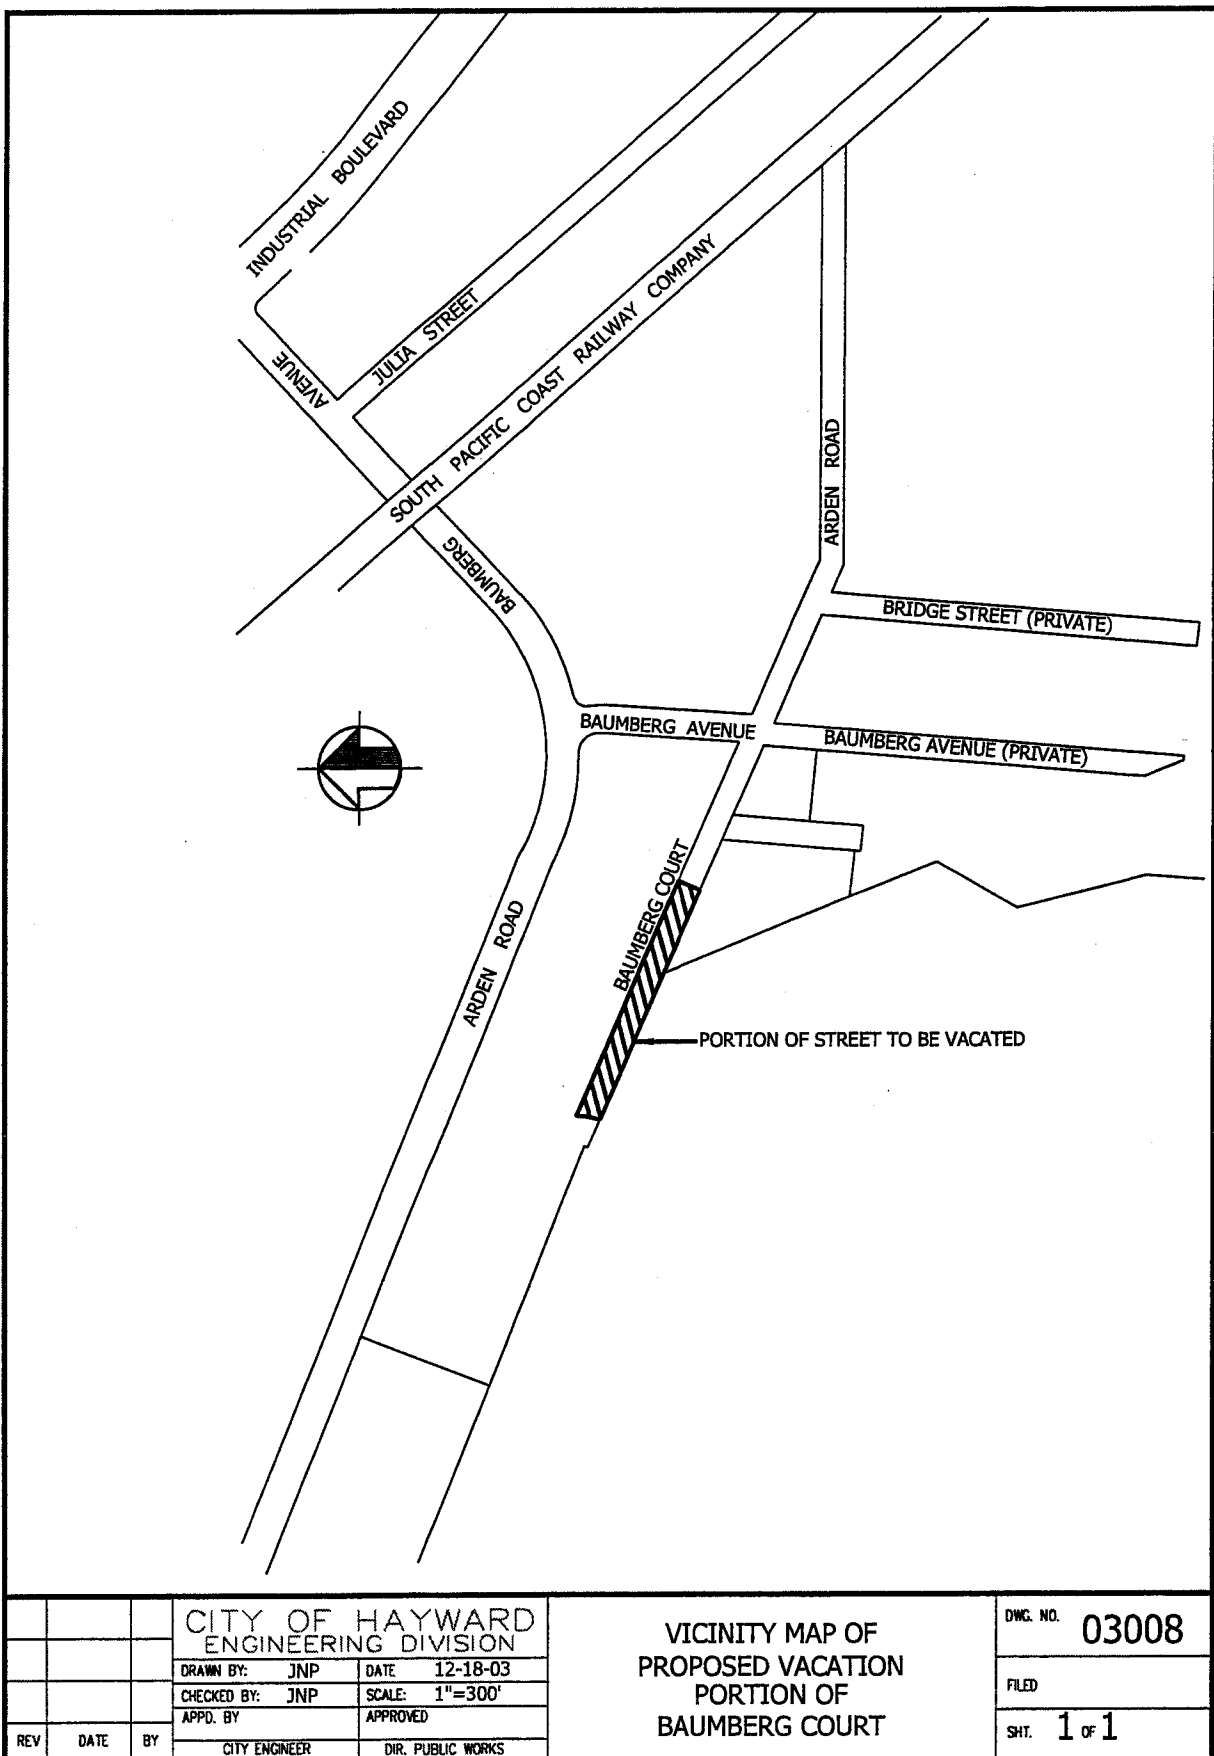 INDUSTRIAL BOULEVARD
AVENUE
JULIA STREET
SOUTH PACIFIC COAST RAILWAY COMPANY
BAUMBERG
ARDEN ROAD
BRIDGE STREET (PRIVATE)
BAUMBERG AVENUE
BAUMBERG AVENUE (PRIVATE)
BAUMBERG COURT
ARDEN ROAD
PORTION OF STREET TO BE VACATED
REV DATE BY
CITY OF HAYWARD
ENGINEERING DIVISION
DRAWN BY: JNP DATE 12-18-03
CHECKED BY: JNP SCALE: 1"=300'
APPD. BY APPROVED
CITY ENGINEER DIR. PUBLIC WORKS
VICINITY MAP OF
PROPOSED VACATION
PORTION OF
BAUMBERG COURT
DWG. NO. 03008
FILED
SHT. 1 OF 1